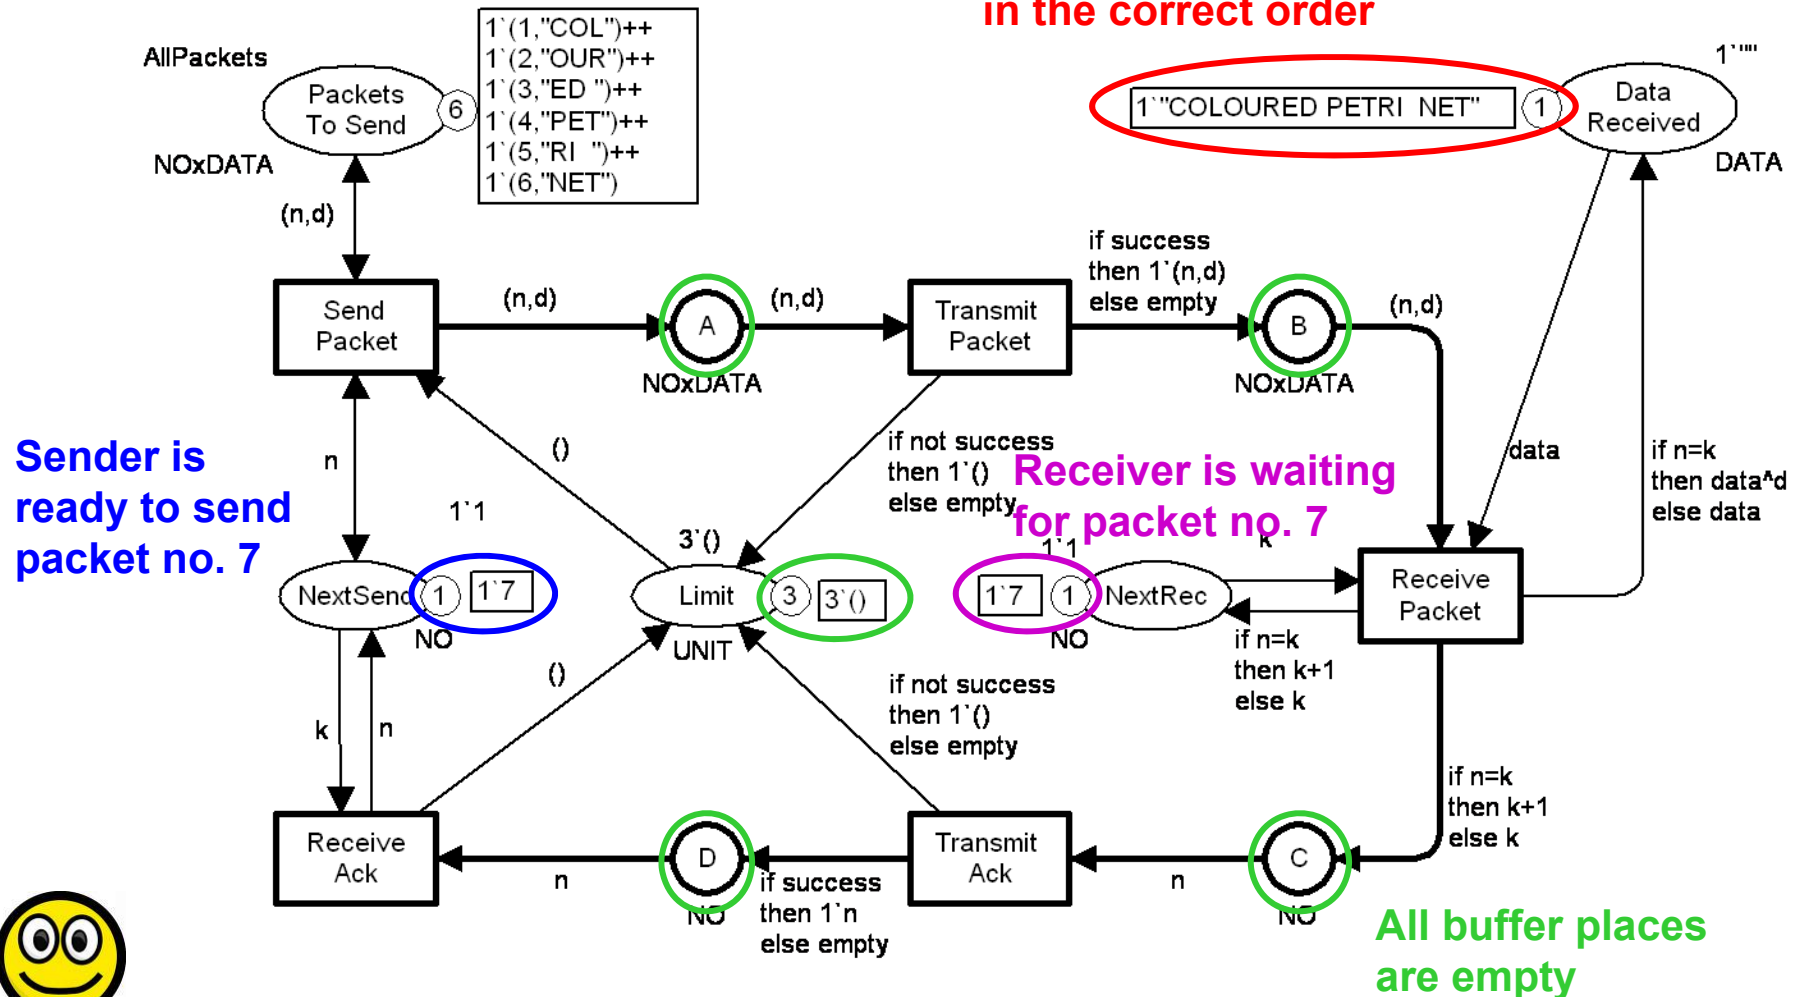 in the correct order
AllPackets
Packets
To Send
6
NOxDATA
1`(1,"COL")++
1`(2,"OUR")++
1`(3,"ED ")++
1`(4,"PET")++
1`(5,"RI  ")++
1`(6,"NET")
1`"COLOURED PETRI  NET"
1
1`""
Data
Received
DATA
(n,d)
Send
Packet
(n,d)
A
NOxDATA
(n,d)
Transmit
Packet
if success
then 1`(n,d)
else empty
B
NOxDATA
(n,d)
data
if n=k
then data^d
else data
Sender is
ready to send
packet no. 7
n
()
if not success
then 1`()
else empty
Receiver is waiting
for packet no. 7
1`1
NextSend
1
1`7
NO
3`()
Limit
3
3`()
UNIT
1`1
1`7
1
NextRec
NO
k
Receive
Packet
if n=k
then k+1
else k
k
n
()
if not success
then 1`()
else empty
if n=k
then k+1
else k
Receive
Ack
n
D
NO
if success
then 1`n
else empty
Transmit
Ack
n
C
NO
All buffer places
are empty